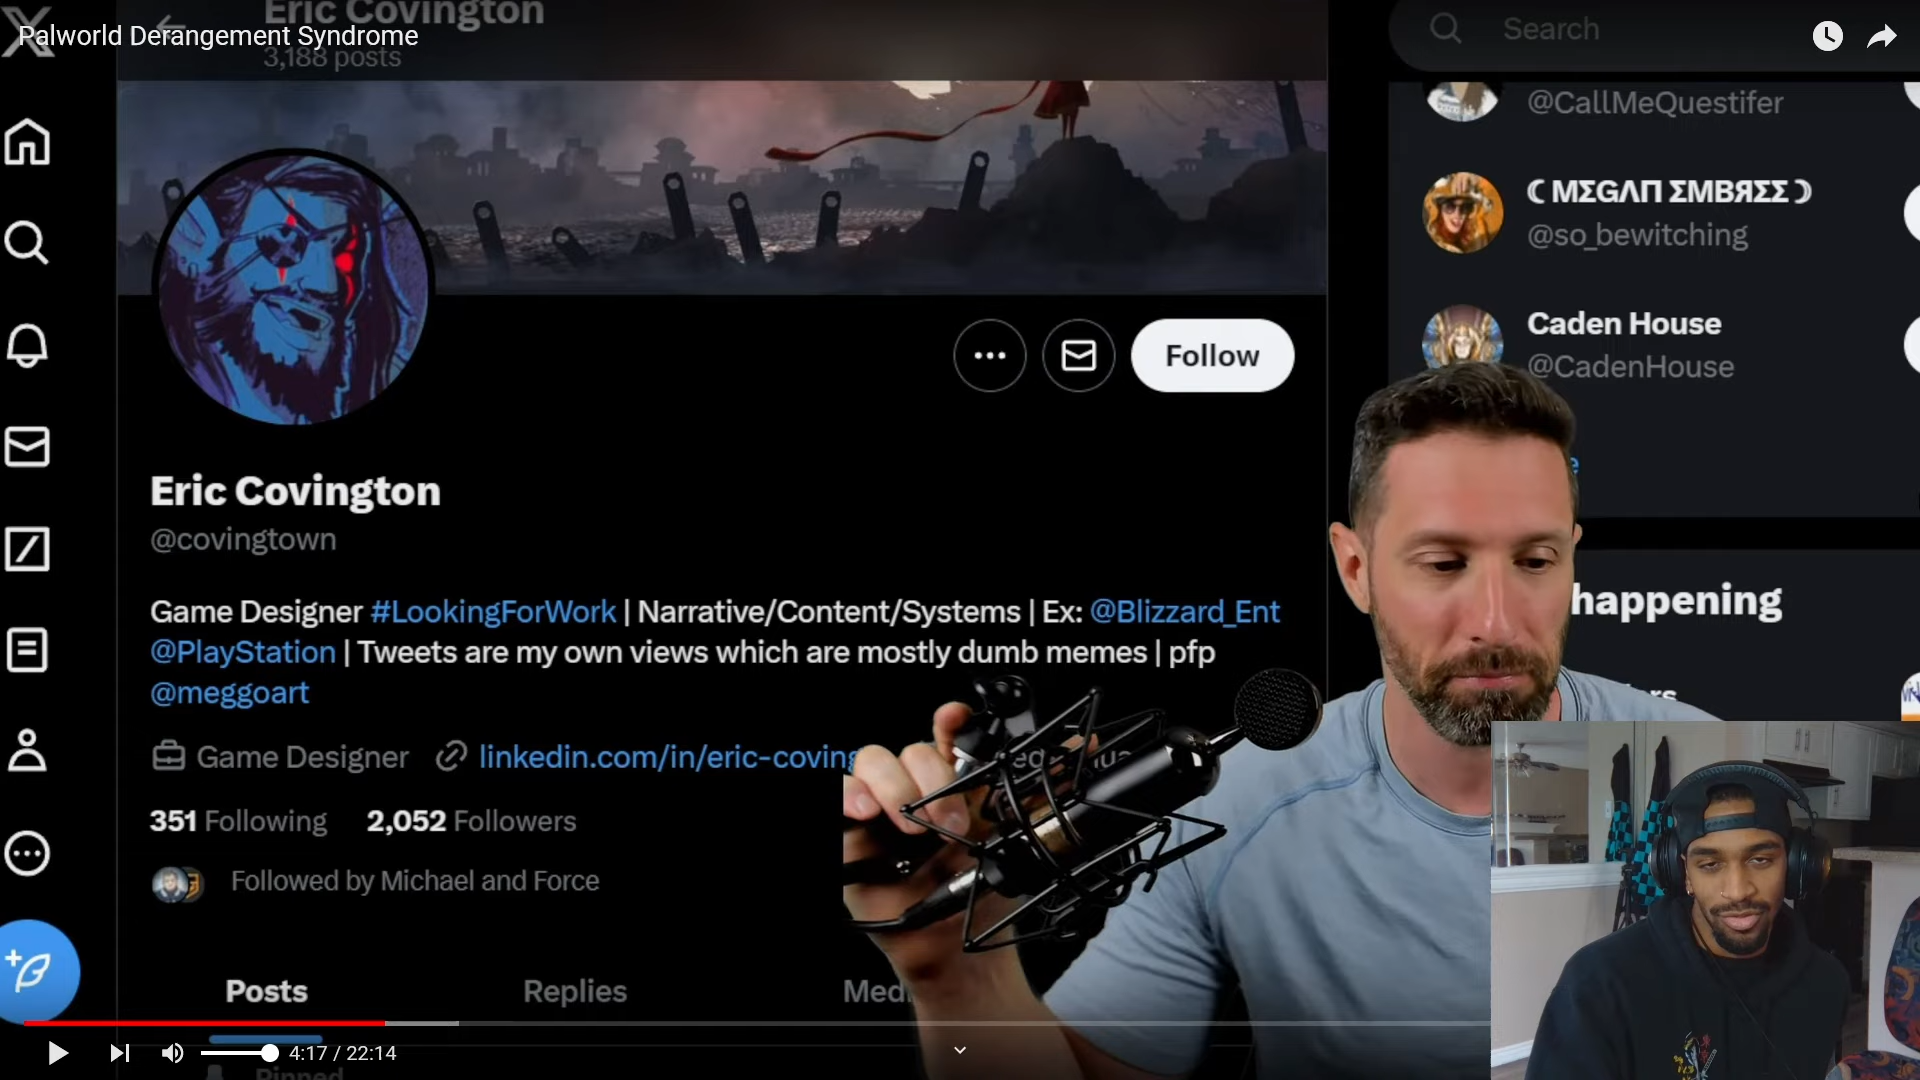 Eric Covington
Palworld Derangement Syndrome
3,188 posts
Search
@CallMeQuestifer
☾ MΣGΛП ΣMBЯΣΣ ☽
@so_bewitching
Caden House
@CadenHouse
Follow
Eric Covington
@covingtown
Game Designer #LookingForWork | Narrative/Content/Systems | Ex: @Blizzard_Ent
@PlayStation | Tweets are my own views which are mostly dumb memes | pfp
@meggoart
happening
Game Designer linkedin.com/in/eric-coving
351 Following 2,052 Followers
Followed by Michael and Force
Posts Replies Medi
4:17 / 22:14
Pinned